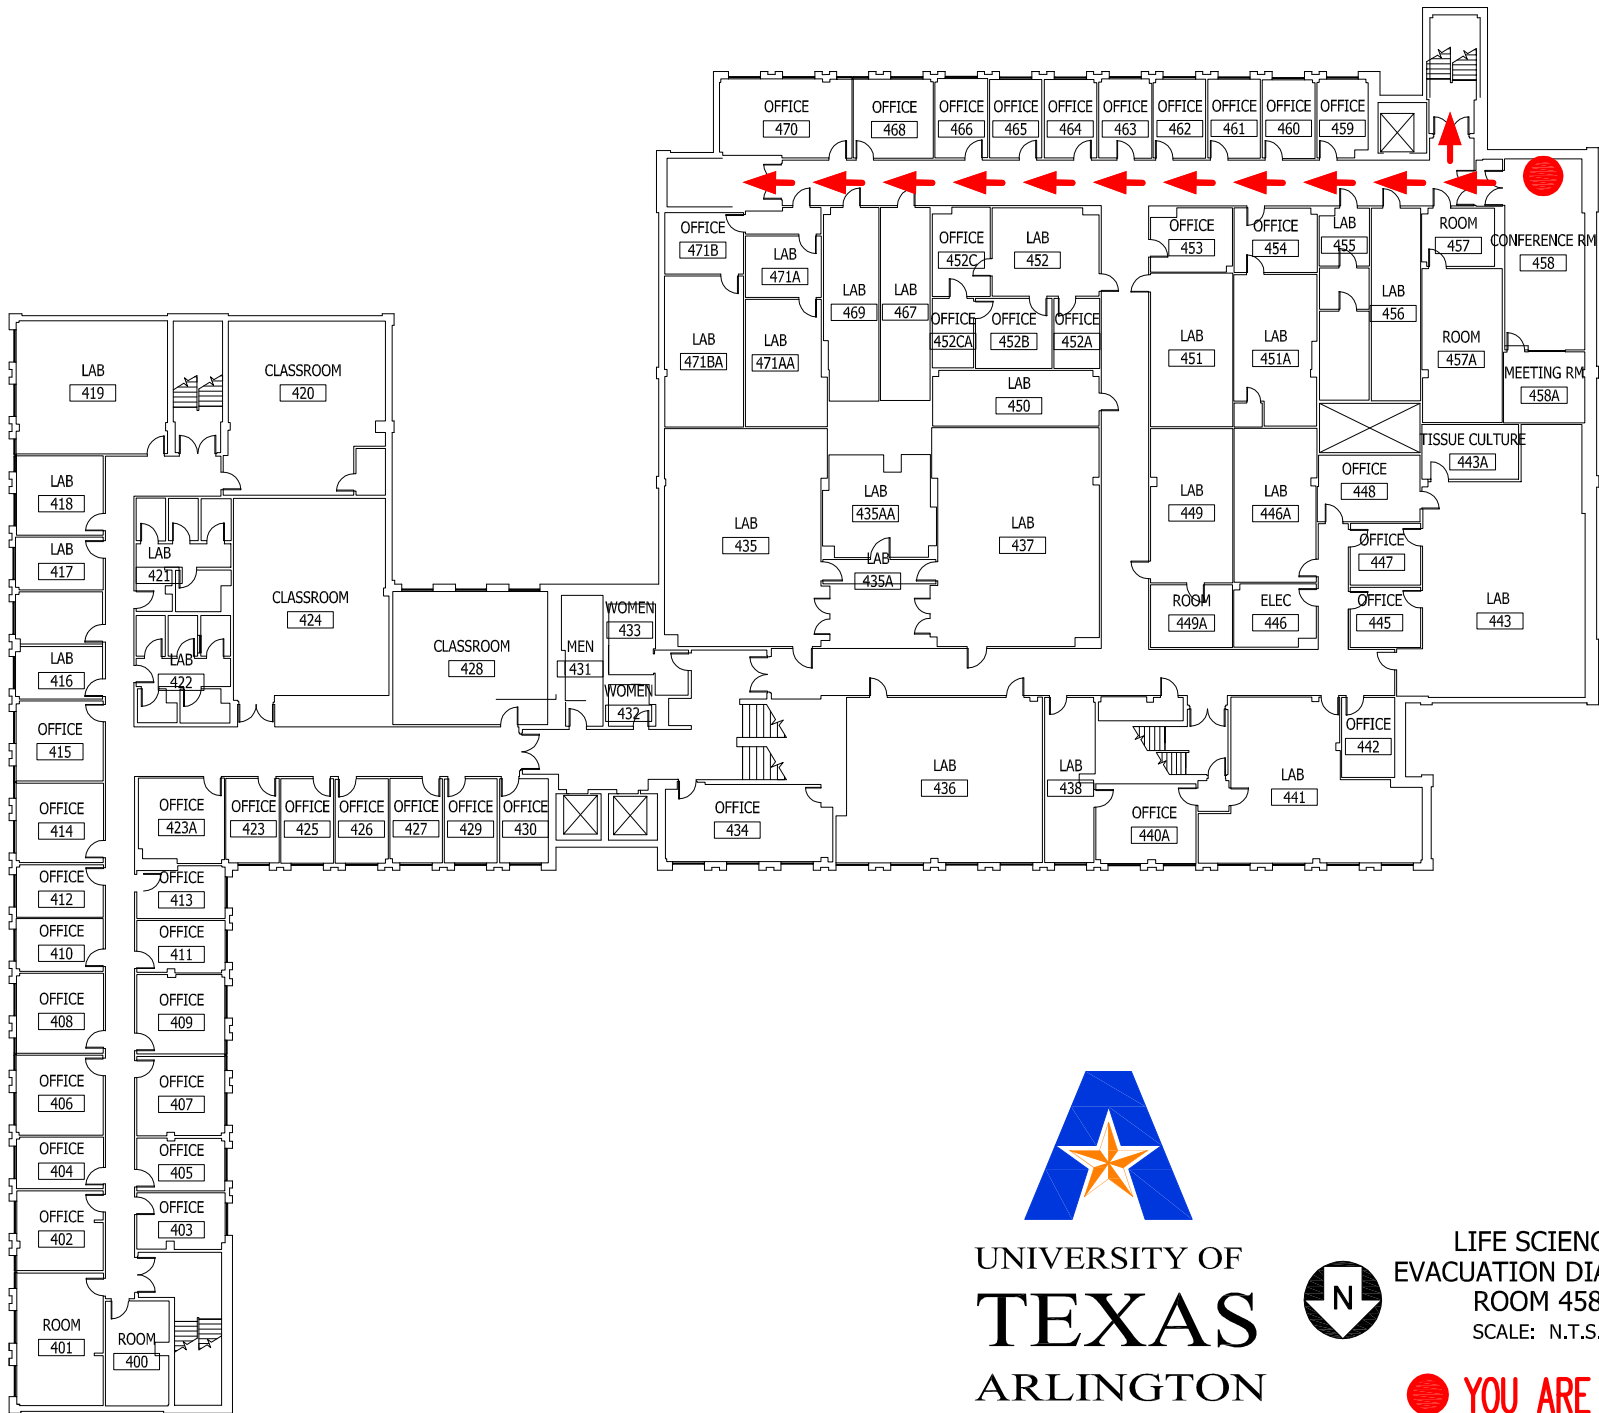 OFFICE
470
OFFICE
468
OFFICE
466
OFFICE
465
OFFICE
464
OFFICE
463
OFFICE
462
OFFICE
461
OFFICE
460
OFFICE
459
OFFICE
471B
LAB
471A
LAB
469
LAB
467
OFFICE
452C
LAB
452
OFFICE
453
OFFICE
454
LAB
455
ROOM
457
CONFERENCE RM
458
LAB
456
LAB
471BA
LAB
471AA
OFFICE
452CA
OFFICE
452B
OFFICE
452A
LAB
451
LAB
451A
ROOM
457A
MEETING RM
458A
LAB
450
LAB
419
CLASSROOM
420
TISSUE CULTURE
443A
OFFICE
448
LAB
418
LAB
435AA
LAB
449
LAB
446A
LAB
435
LAB
437
OFFICE
447
LAB
417
LAB
421
LAB
435A
CLASSROOM
424
ROOM
449A
ELEC
446
OFFICE
445
LAB
443
WOMEN
433
MEN
431
CLASSROOM
428
WOMEN
432
LAB
416
LAB
422
OFFICE
415
OFFICE
442
LAB
436
LAB
438
LAB
441
OFFICE
414
OFFICE
423A
OFFICE
423
OFFICE
425
OFFICE
426
OFFICE
427
OFFICE
429
OFFICE
430
OFFICE
434
OFFICE
440A
OFFICE
412
OFFICE
413
OFFICE
410
OFFICE
411
OFFICE
408
OFFICE
409
OFFICE
406
OFFICE
407
OFFICE
404
OFFICE
405
OFFICE
402
OFFICE
403
ROOM
401
ROOM
400
UNIVERSITY OF
TEXAS
ARLINGTON
N
LIFE SCIENC
EVACUATION DIA
ROOM 458
SCALE: N.T.S.
YOU ARE